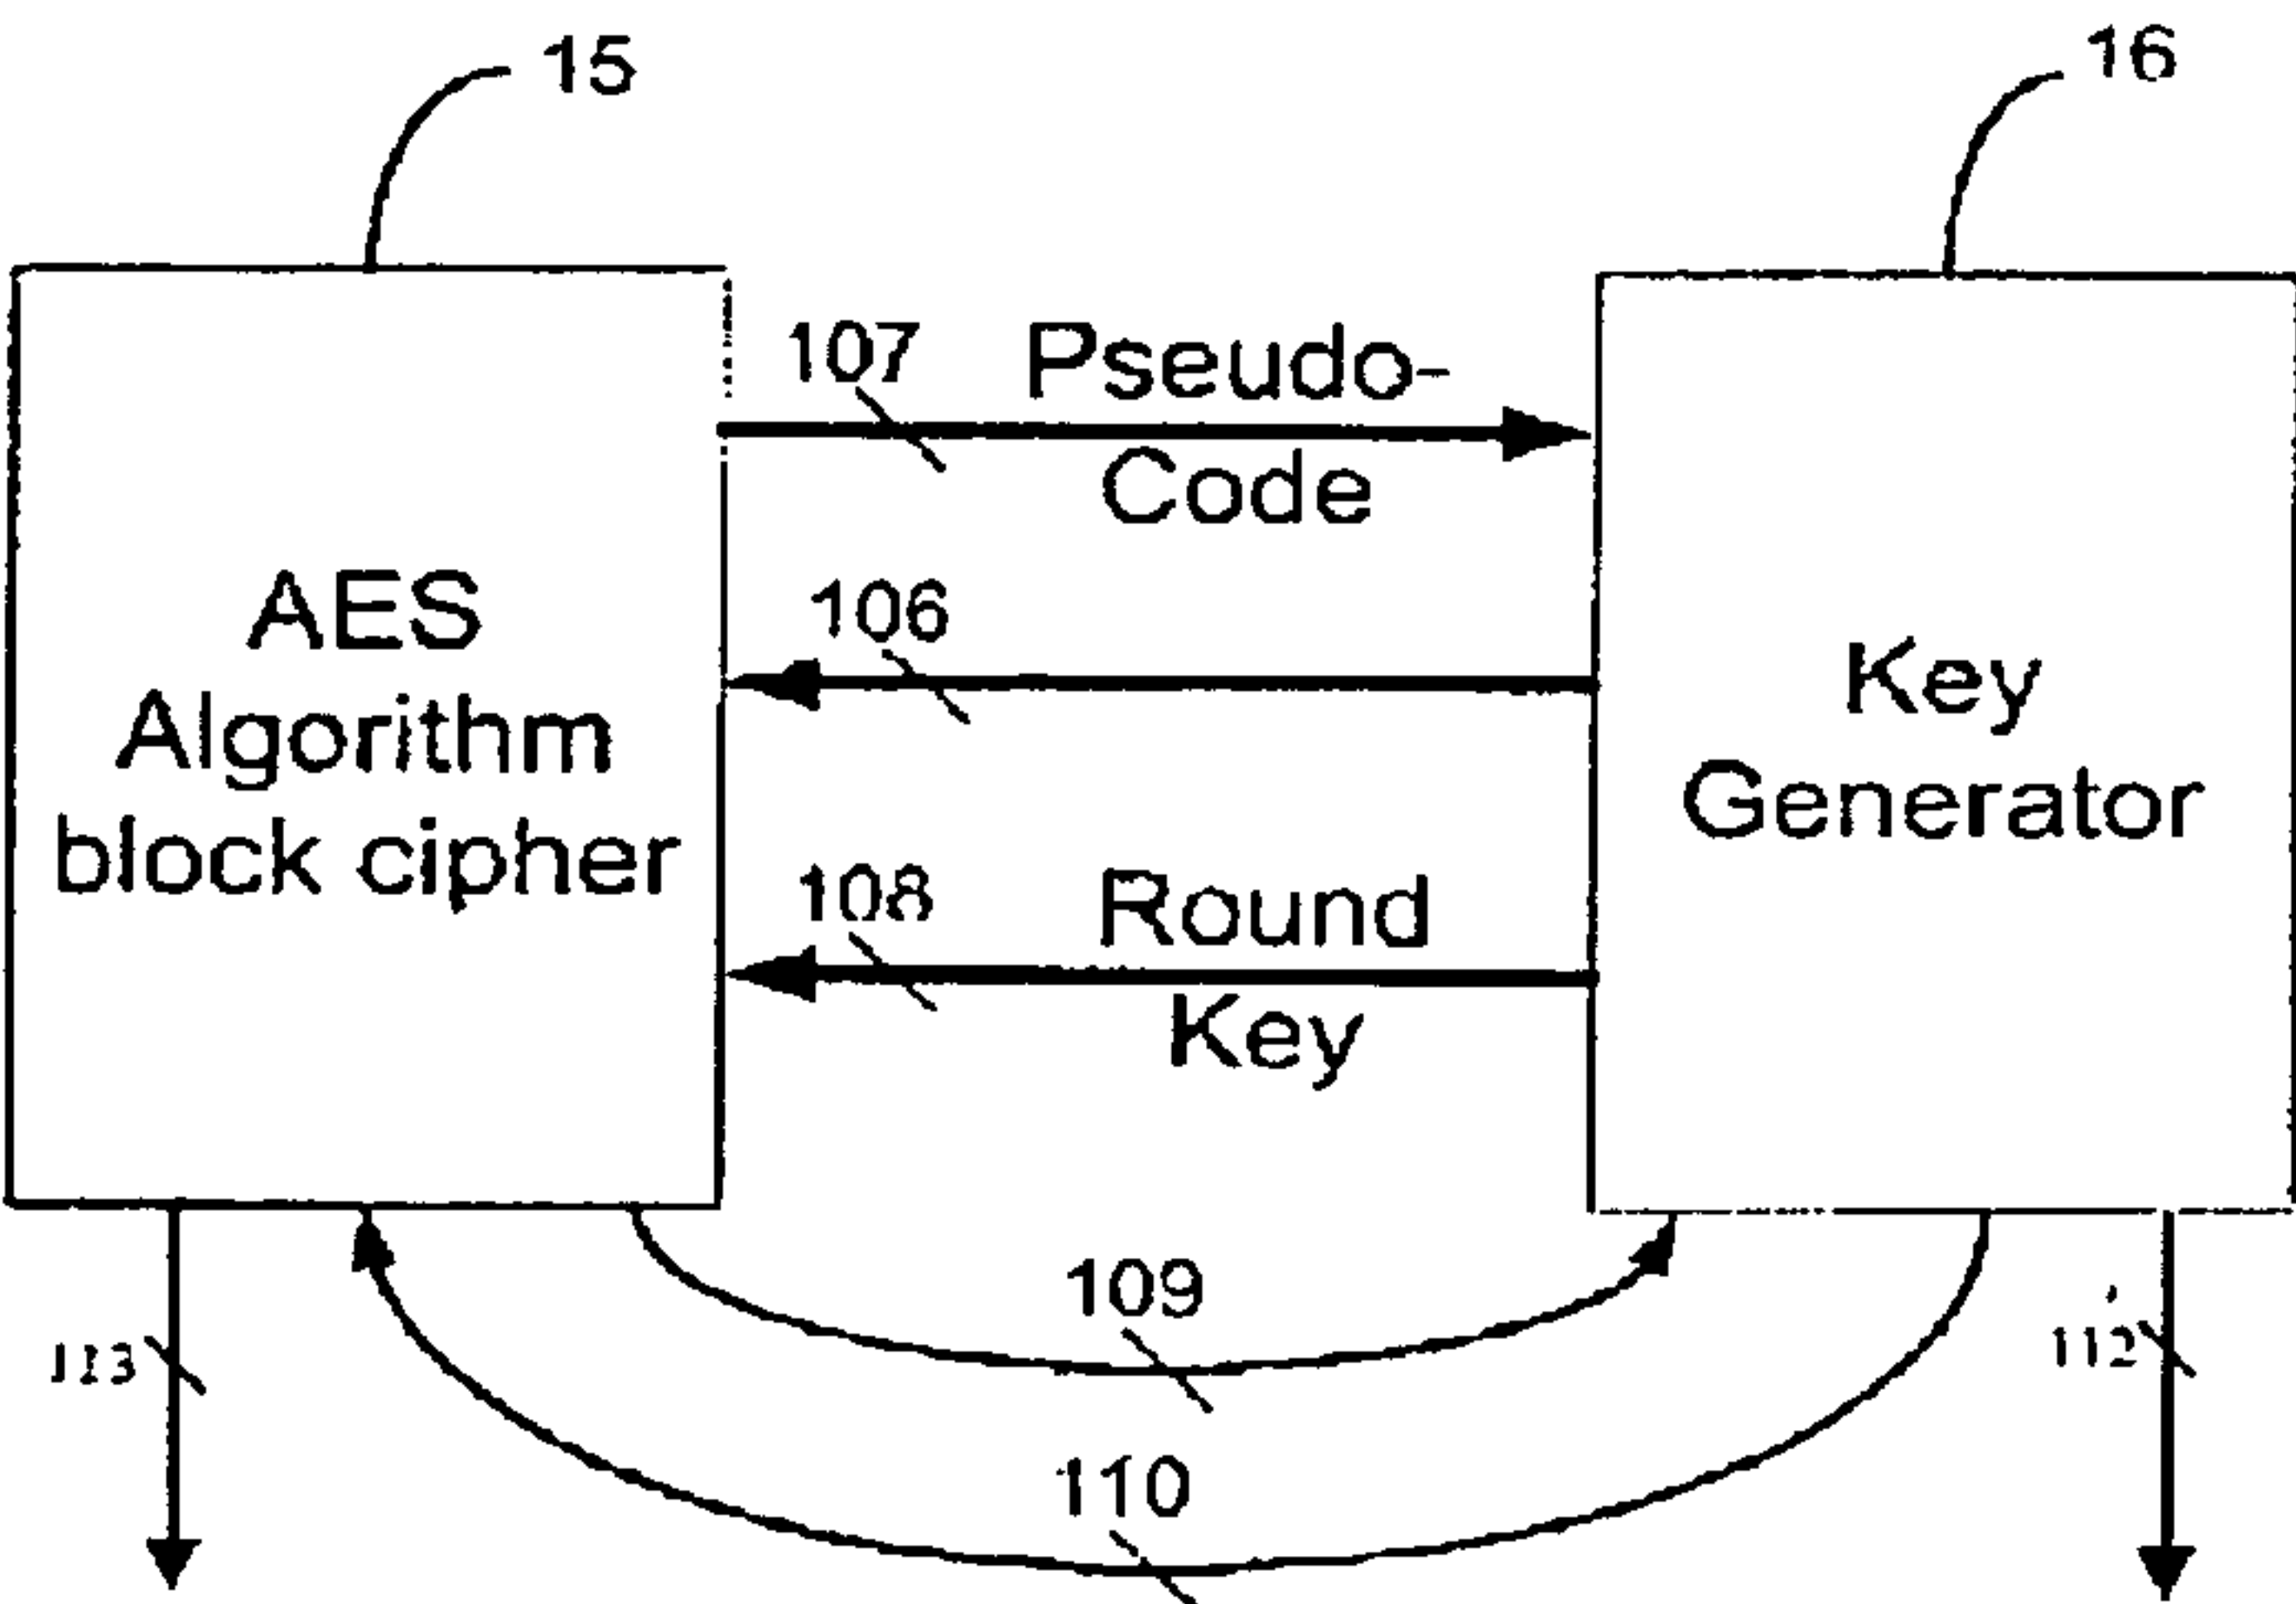 15
16
107
Pseudo-
Code
AES
Algorithm
block cipher
106
Key
Generator
108
Round
Key
109
113
112
110